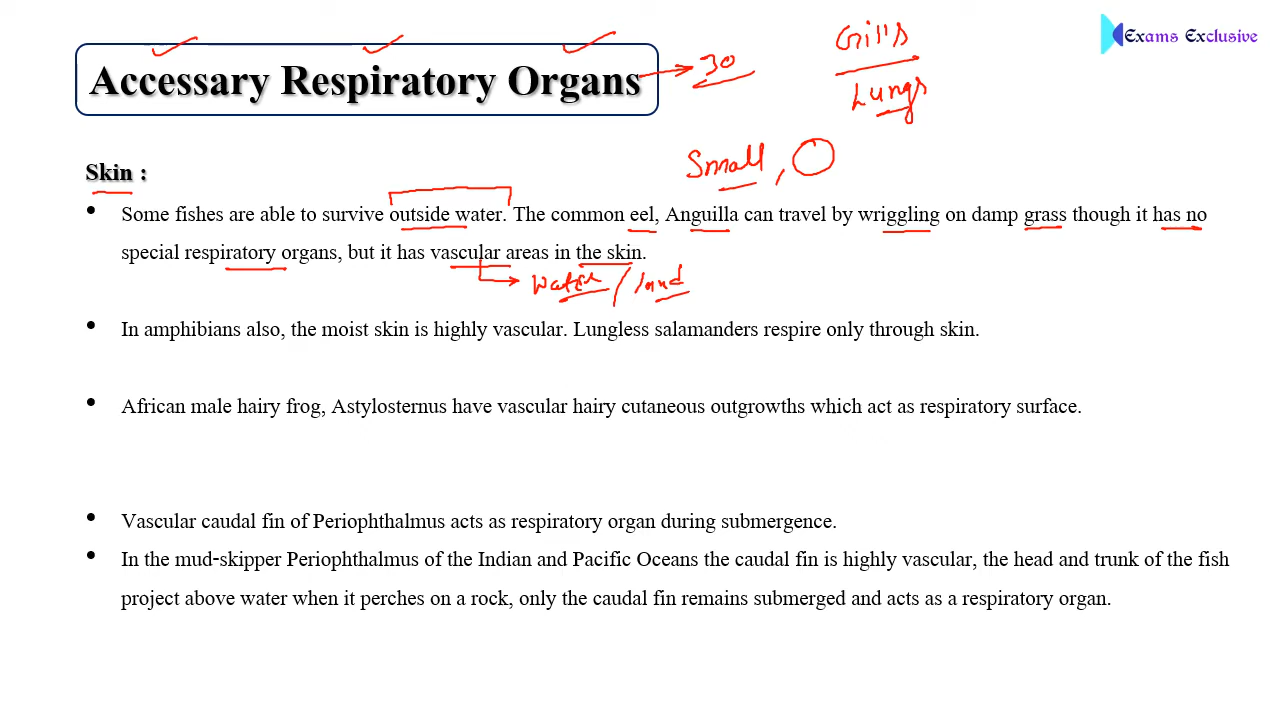 Exams Exclusive
Gills
Accessary Respiratory Organs
30
Lungs
Small ,
Skin :
• Some fishes are able to survive outside water. The common eel, Anguilla can travel by wriggling on damp grass though it has no
special respiratory organs, but it has vascular areas in the skin.
Water / land
• In amphibians also, the moist skin is highly vascular. Lungless salamanders respire only through skin.
• African male hairy frog, Astylosternus have vascular hairy cutaneous outgrowths which act as respiratory surface.
• Vascular caudal fin of Periophthalmus acts as respiratory organ during submergence.
• In the mud-skipper Periophthalmus of the Indian and Pacific Oceans the caudal fin is highly vascular, the head and trunk of the fish
project above water when it perches on a rock, only the caudal fin remains submerged and acts as a respiratory organ.